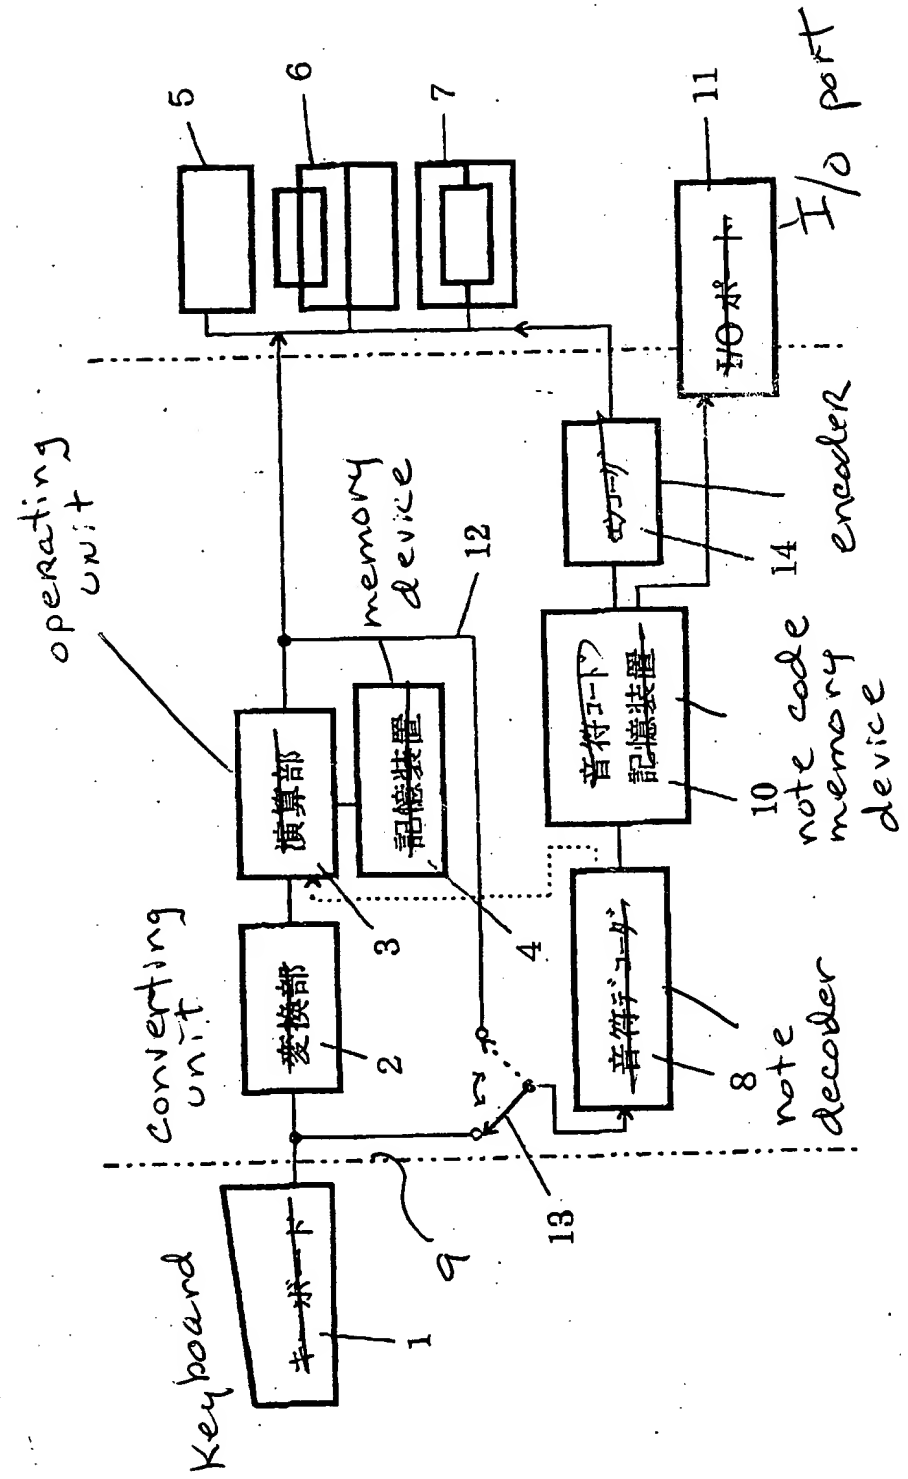 Keyboard
キーボード
1
9
Converting
unit
変換部
2
operating
unit
演算部
3
memory
device
記憶装置
4
12
13
5
6
7
note
decoder
音符デコーダ
8
note code
memory
device
音符コード
記憶装置
10
encoder
エンコーダ
14
I/O port
I/Oポート
11